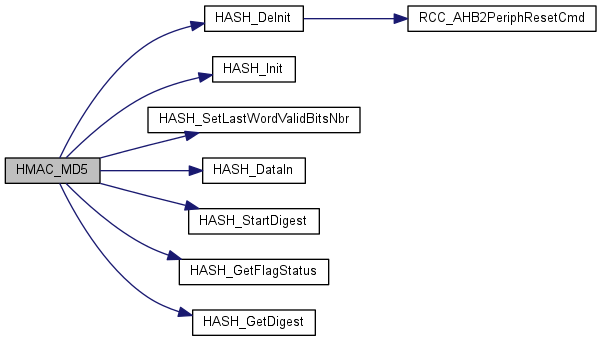 HASH_DeInit
RCC_AHB2PeriphResetCmd
HASH_Init
HASH_SetLastWordValidBitsNbr
HMAC_MD5
HASH_DataIn
HASH_StartDigest
HASH_GetFlagStatus
HASH_GetDigest